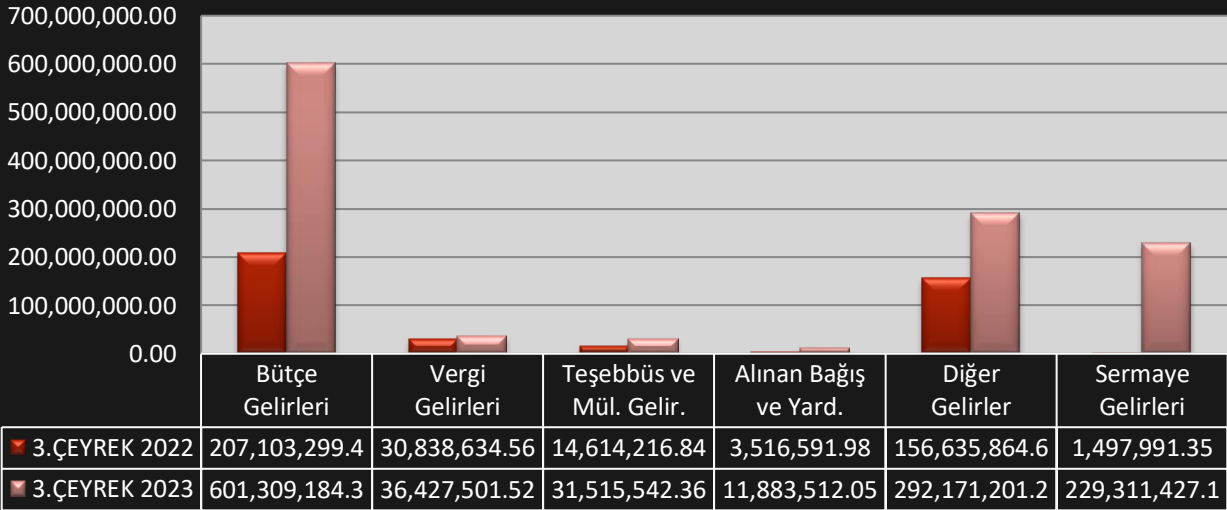 700,000,000.00
600,000,000.00
500,000,000.00
400,000,000.00
300,000,000.00
200,000,000.00
100,000,000.00
0.00
Bütçe Gelirleri
Vergi Gelirleri
Teşebbüs ve Mül. Gelir.
Alınan Bağış ve Yard.
Diğer Gelirler
Sermaye Gelirleri
3.ÇEYREK 2022 207,103,299.4 30,838,634.56 14,614,216.84 3,516,591.98 156,635,864.6 1,497,991.35
3.ÇEYREK 2023 601,309,184.3 36,427,501.52 31,515,542.36 11,883,512.05 292,171,201.2 229,311,427.1